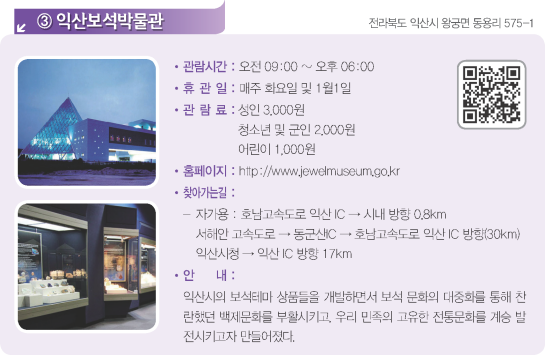 ③ 익산보석박물관
전라북도 익산시 왕궁면 동용리 575-1
• 관람시간 : 오전 09:00 ~ 오후 06:00
• 휴 관 일 : 매주 화요일 및 1월1일
• 관 람 료 : 성인 3,000원
청소년 및 군인 2,000원
어린이 1,000원
• 홈페이지 : http://www.jewelmuseum.go.kr
• 찾아가는길 :
– 자가용 : 호남고속도로 익산 IC → 시내 방향 0.8km
서해안 고속도로 → 동군산IC → 호남고속도로 익산 IC 방향(30km)
익산시청 → 익산 IC 방향 17km
• 안 내 :
익산시의 보석테마 상품들을 개발하면서 보석 문화의 대중화를 통해 찬
란했던 백제문화를 부활시키고, 우리 민족의 고유한 전통문화를 계승 발
전시키고자 만들어졌다.